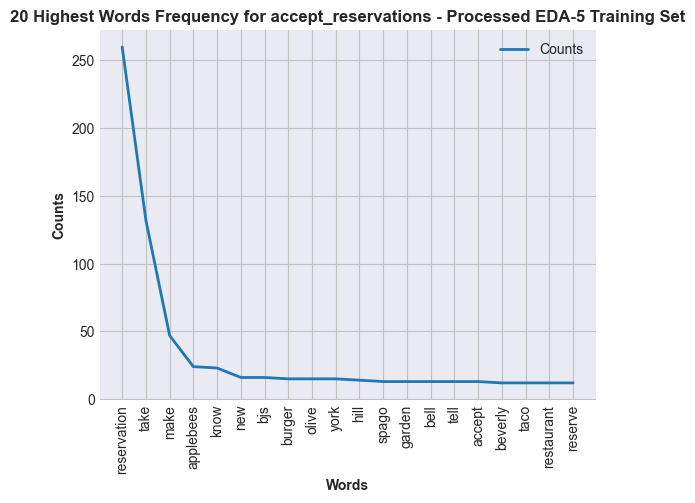 20 Highest Words Frequency for accept_reservations - Processed EDA-5 Training Set
Counts
250
200
150
100
50
0
Counts
reservation
take
make
applebees
know
new
bjs
burger
olive
york
hill
spago
garden
bell
tell
accept
beverly
taco
restaurant
reserve
Words